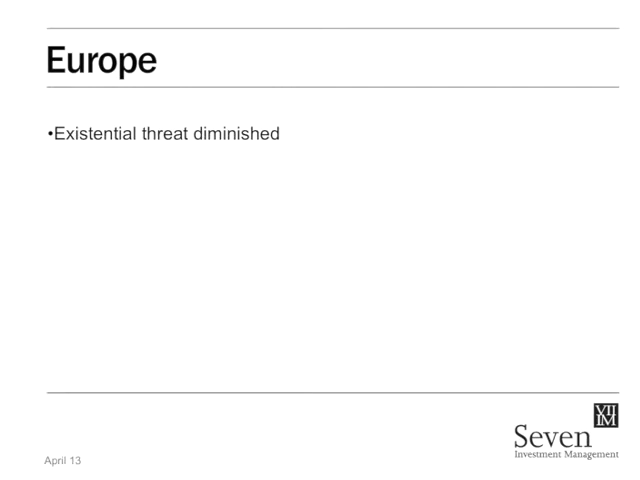 Europe
•Existential threat diminished
VII
IM
Seven
Investment Management
April 13